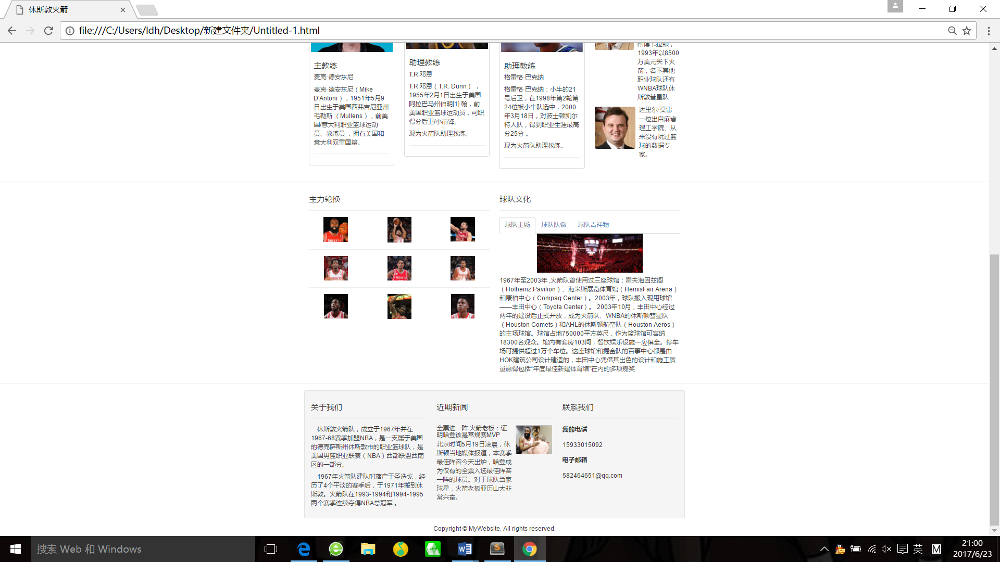 休斯敦火箭
file:///C:/Users/ldh/Desktop/新建文件夹/Untitled-1.html
主教练
麦克·德安东尼
麦克·德安东尼（Mike
D'Antoni），1951年5月9
日出生于美国西弗吉尼亚州
毛勒斯（Mullens），前美
国/意大利职业篮球运动
员、教练员 ，拥有美国和
意大利双重国籍。
助理教练
T.R.邓恩
T.R.邓恩（T.R. Dunn），
1955年2月1日出生于美国
阿拉巴马州伯明[1] 翰，前
美国职业篮球运动员，司职
得分后卫/小前锋。
现为火箭队助理教练。
助理教练
格雷格·巴克纳
格雷格·巴克纳：小牛的21
号后卫，在1998年第2轮第
24位被小牛队选中，2000
年3月18日，对波士顿凯尔
特人队，得到职业生涯最高
分25分 。
现为火箭队助理教练。
州博卡拉顿，
1993年以8500
万美元买下火
箭，名下其他
职业球队还有
WNBA球队休
斯敦彗星队
达里尔·莫雷
一位出自麻省
理工学院、从
来没有玩过篮
球的数据专
家。
主力轮换
球队文化
球队主场 球队队徽 球队吉祥物
1967年至2003年 ,火箭队曾使用过三座球馆：霍夫海因兹阁
（Hofheinz Pavilion）、海米斯展览体育馆（HemisFair Arena）
和康柏中心（Compaq Center）。2003年，球队搬入现用球馆
——丰田中心（Toyota Center）。 2003年10月，丰田中心经过
两年的建设后正式开放，成为火箭队、WNBA的休斯顿彗星队
（Houston Comets）和AHL的休斯顿航空队（Houston Aeros）
的主场球馆。球馆占地750000平方英尺，作为篮球馆可容纳
18300名观众。馆内有套房103间，餐饮娱乐设施一应俱全。停车
场可提供超过1万个车位。这座球馆和掘金队的百事中心都是由
HOK建筑公司设计建造的，丰田中心凭借其出色的设计和施工质
量赢得包括“年度最佳新建体育馆”在内的多项嘉奖
关于我们
休斯敦火箭队，成立于1967年并在
1967-68赛季加盟NBA，是一支属于美国
的德克萨斯州休斯敦市的职业篮球队，是
美国男篮职业联赛（NBA）西部联盟西南
区的一部分。
1967年火箭队建队时落户于圣迭戈，经
历了4个平淡的赛季后，于1971年搬到休
斯敦。火箭队在1993-1994和1994-1995
两个赛季连续夺得NBA总冠军 。
近期新闻
全票进一阵 火箭老板：证
明哈登该是常规赛MVP
北京时间5月19日凌晨，休
斯顿当地媒体报道，本赛季
最佳阵容今天出炉，哈登成
为仅有的全票入选最佳阵容
一阵的球员。对于球队当家
球星，火箭老板亚历山大非
常兴奋。
联系我们
我的电话
15933015092
电子邮箱
582464651@qq.com
Copyright © MyWebsite. All rights reserved.
搜索 Web 和 Windows
英
M
21:00
2017/6/23